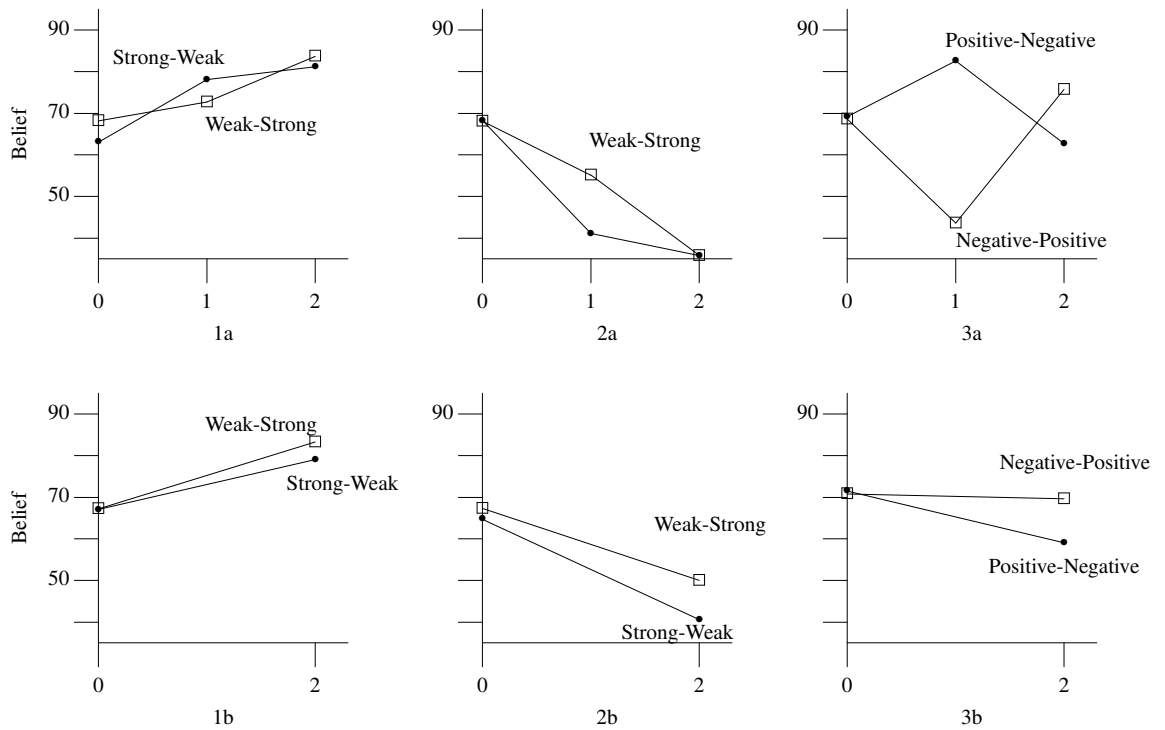 90
70
50
Belief
Strong-Weak
Weak-Strong
0 1 2
1a
90
Weak-Strong
0 1 2
2a
90
Positive-Negative
Negative-Positive
0 1 2
3a
90
70
50
Belief
Weak-Strong
Strong-Weak
0 2
1b
90
Weak-Strong
Strong-Weak
0 2
2b
90
Negative-Positive
Positive-Negative
0 2
3b